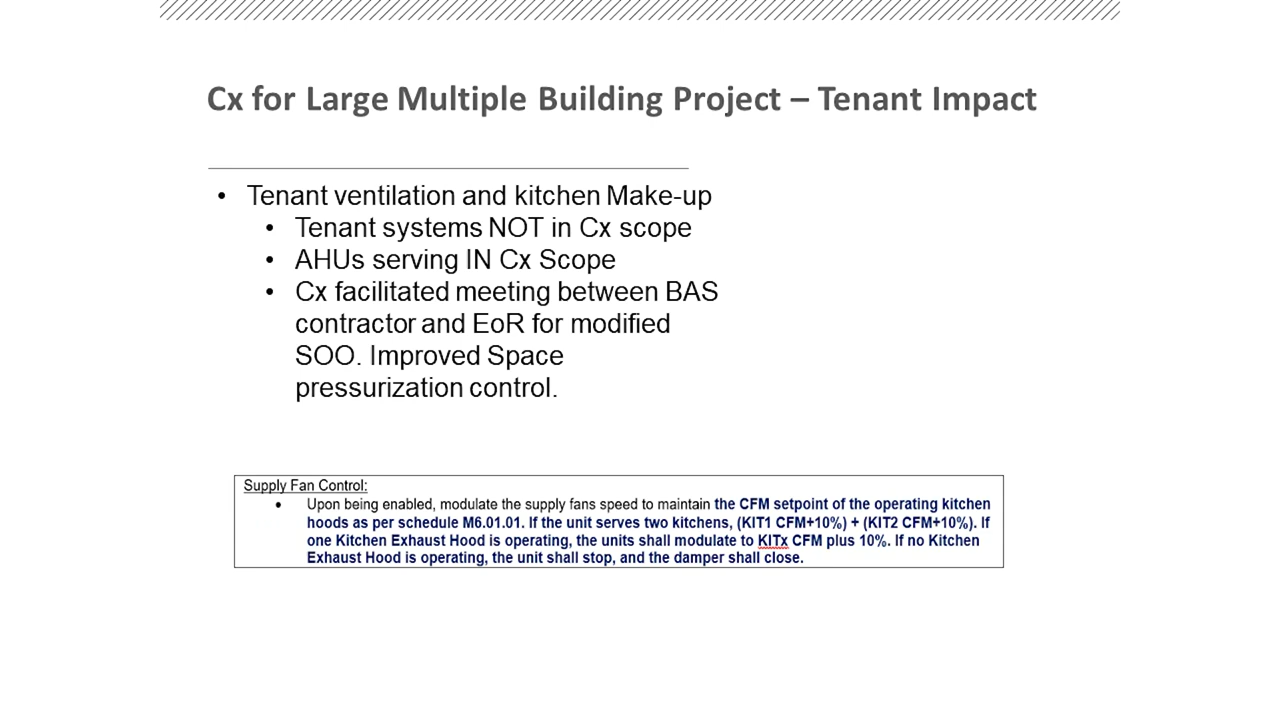 Cx for Large Multiple Building Project – Tenant Impact
• Tenant ventilation and kitchen Make-up
• Tenant systems NOT in Cx scope
• AHUs serving IN Cx Scope
• Cx facilitated meeting between BAS
contractor and EoR for modified
SOO. Improved Space
pressurization control.
Supply Fan Control:
• Upon being enabled, modulate the supply fans speed to maintain the CFM setpoint of the operating kitchen
hoods as per schedule M6.01.01. If the unit serves two kitchens, (KIT1 CFM+10%) + (KIT2 CFM+10%). If
one Kitchen Exhaust Hood is operating, the units shall modulate to KITx CFM plus 10%. If no Kitchen
Exhaust Hood is operating, the unit shall stop, and the damper shall close.